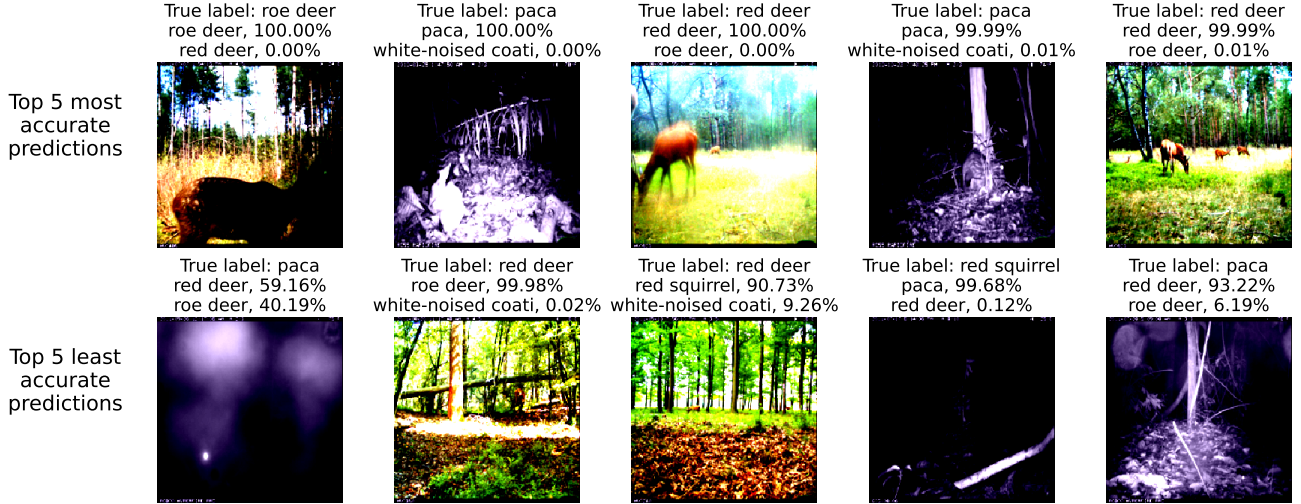 True label: roe deer
roe deer, 100.00%
red deer, 0.00%
True label: paca
paca, 100.00%
white-noised coati, 0.00%
True label: red deer
red deer, 100.00%
roe deer, 0.00%
True label: paca
paca, 99.99%
white-noised coati, 0.01%
True label: red deer
red deer, 99.99%
roe deer, 0.01%
Top 5 most
accurate
predictions
True label: paca
red deer, 59.16%
roe deer, 40.19%
True label: red deer
roe deer, 99.98%
white-noised coati, 0.02%
True label: red deer
red squirrel, 90.73%
white-noised coati, 9.26%
True label: red squirrel
paca, 99.68%
red deer, 0.12%
True label: paca
red deer, 93.22%
roe deer, 6.19%
Top 5 least
accurate
predictions